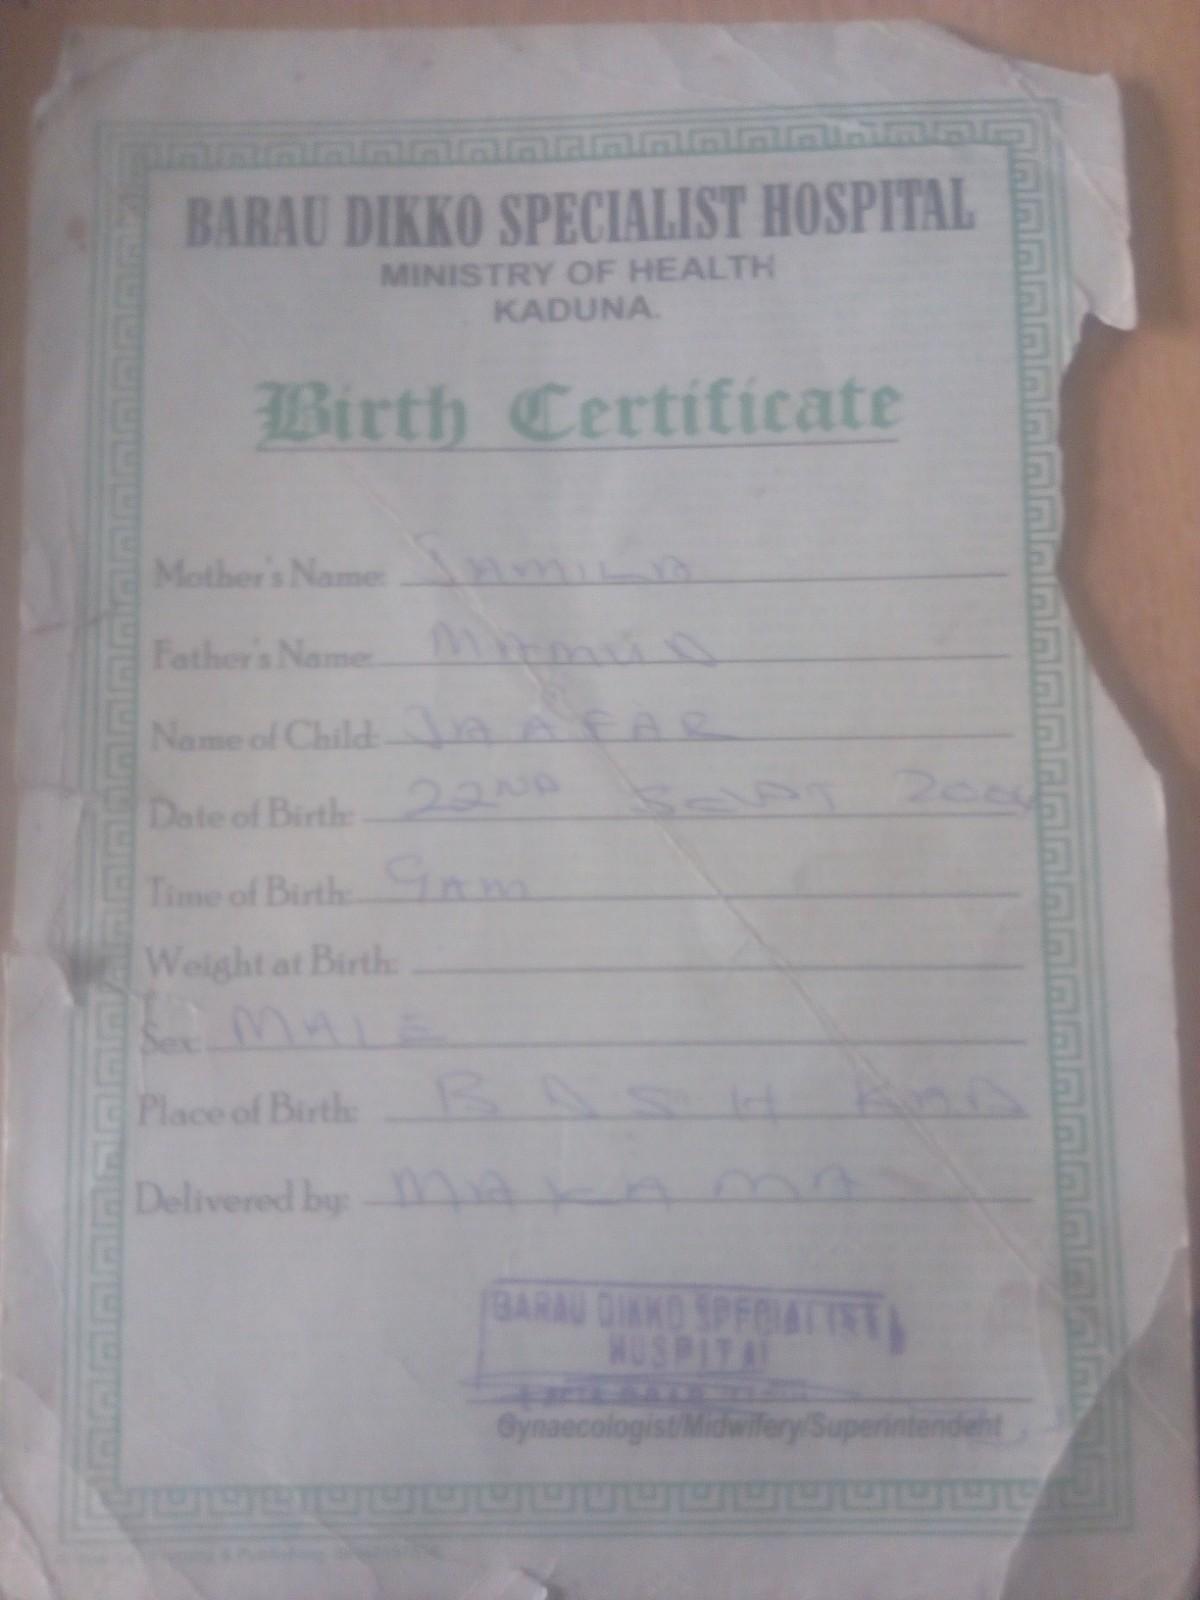 BARAU DIKKO SPECIALIST HOSPITAL
MINISTRY OF HEALTH
KADUNA.
Birth Certificate
Mother's Name: JAMILA
Father's Name: MAMUD
Name of Child: JAAFAR
Date of Birth: 22ND 2004
Time of Birth: 9AM
Weight at Birth:
Sex: MALE
Place of Birth: B D S H KAD
Delivered by: MAKAMA
BARAU DIKKO SPECIALIST
HOSPITAL
Gynaecologist/Midwifery/Superintendent